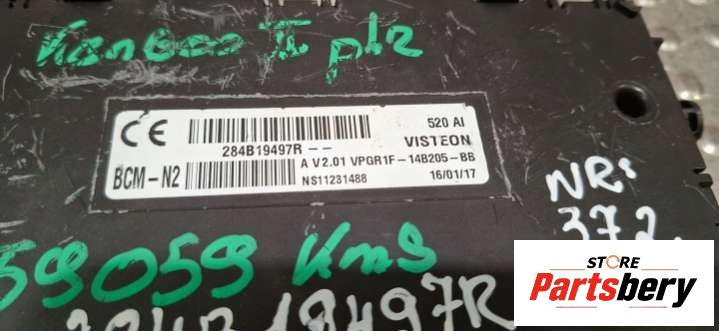 Kangoo II ph2
CE
520 AI
284B19497R--
VISTEON
BCM-N2
A V2.01 VPGR1F-14B205-BB
NS11231488
16/01/17
NR:
372
59059 Kms
284B19497R
STORE
Partsbery